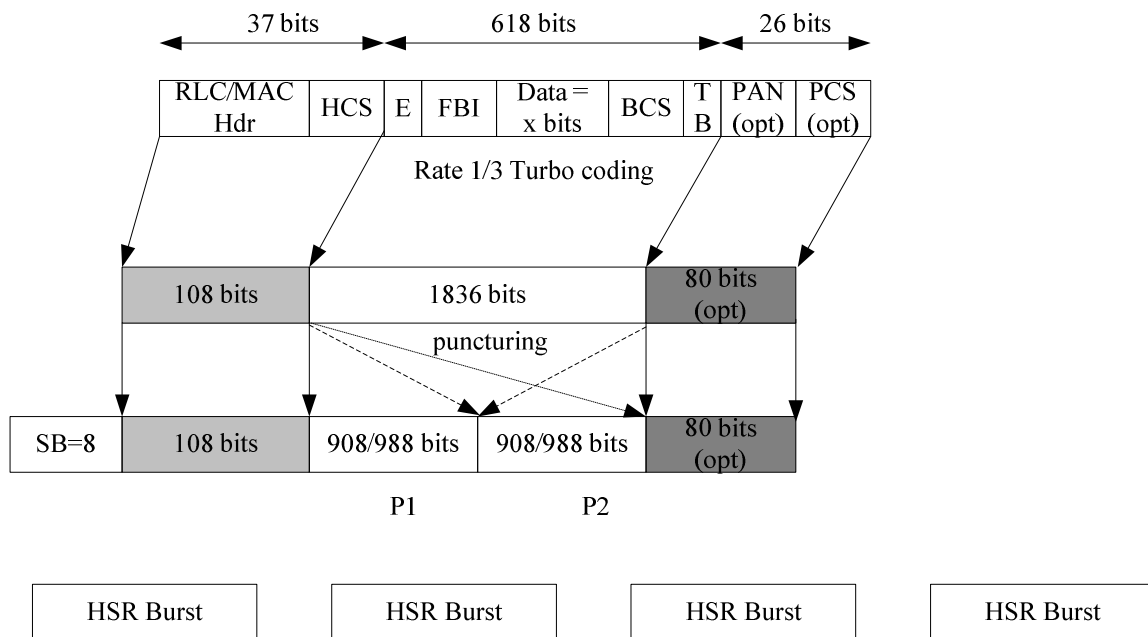 37 bits
618 bits
26 bits
RLC/MAC
Hdr
HCS
E
FBI
Data =
x bits
BCS
T
B
PAN
(opt)
PCS
(opt)
Rate 1/3 Turbo coding
108 bits
1836 bits
80 bits
(opt)
puncturing
SB=8
108 bits
908/988 bits
908/988 bits
80 bits
(opt)
P1
P2
HSR Burst
HSR Burst
HSR Burst
HSR Burst